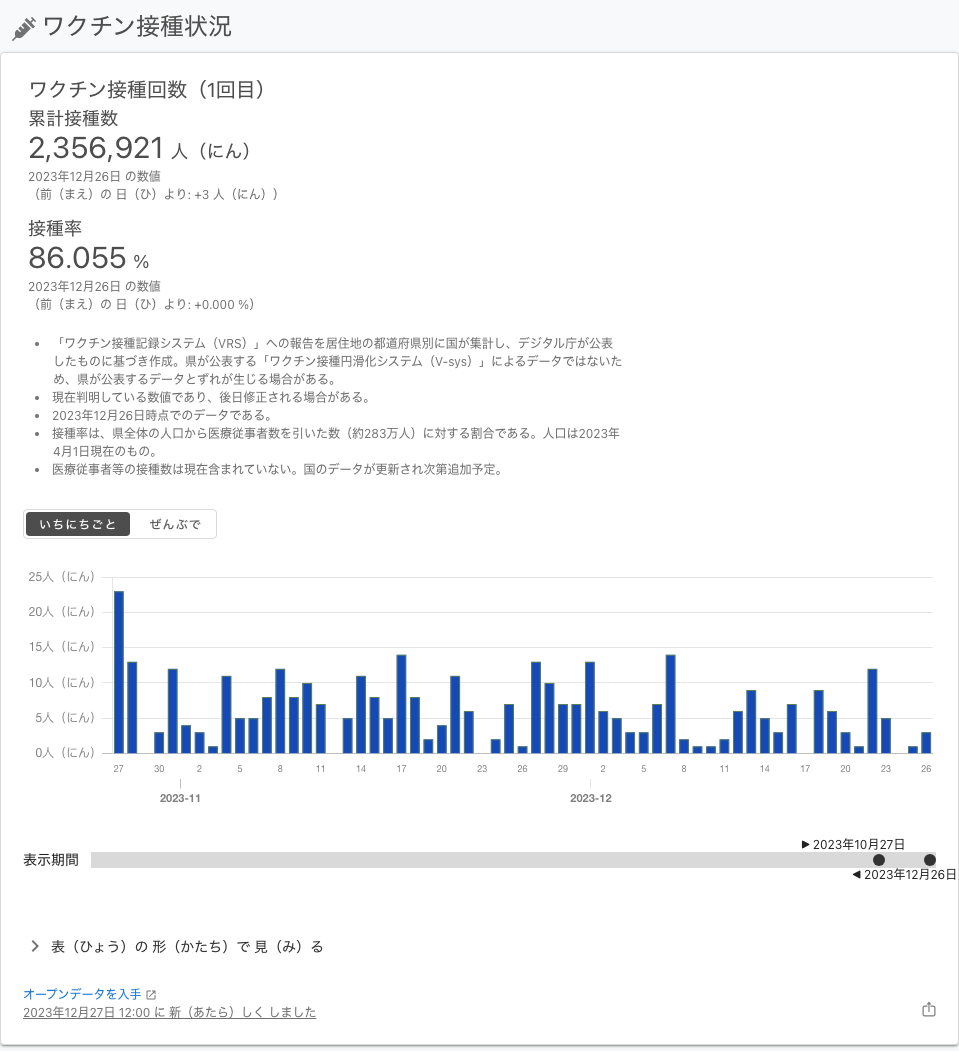 ワクチン接種状況
ワクチン接種回数（1回目）
累計接種数
2,356,921 人（にん）
2023年12月26日 の数値
（前（まえ）の 日（ひ）より: +3 人（にん））
接種率
86.055 %
2023年12月26日 の数値
（前（まえ）の 日（ひ）より: +0.000 %）
• 「ワクチン接種記録システム（VRS）」への報告を居住地の都道府県別に国が集計し、デジタル庁が公表
したものに基づき作成。県が公表する「ワクチン接種円滑化システム（V-sys）」によるデータではないた
め、県が公表するデータとずれが生じる場合がある。
• 現在判明している数値であり、後日修正される場合がある。
• 2023年12月26日時点でのデータである。
• 接種率は、県全体の人口から医療従事者数を引いた数（約283万人）に対する割合である。人口は2023年
4月1日現在のもの。
• 医療従事者等の接種数は現在含まれていない。国のデータが更新され次第追加予定。
いちにちごと ぜんぶで
25人（にん）
20人（にん）
15人（にん）
10人（にん）
5人（にん）
0人（にん）
27 30 2 5 8 11 14 17 20 23 26 29 2 5 8 11 14 17 20 23 26
2023-11 2023-12
▶ 2023年10月27日
表示期間
◀ 2023年12月26日
表（ひょう）の 形（かたち）で 見（み）る
オープンデータを入手
2023年12月27日 12:00 に 新（あたら）しく しました